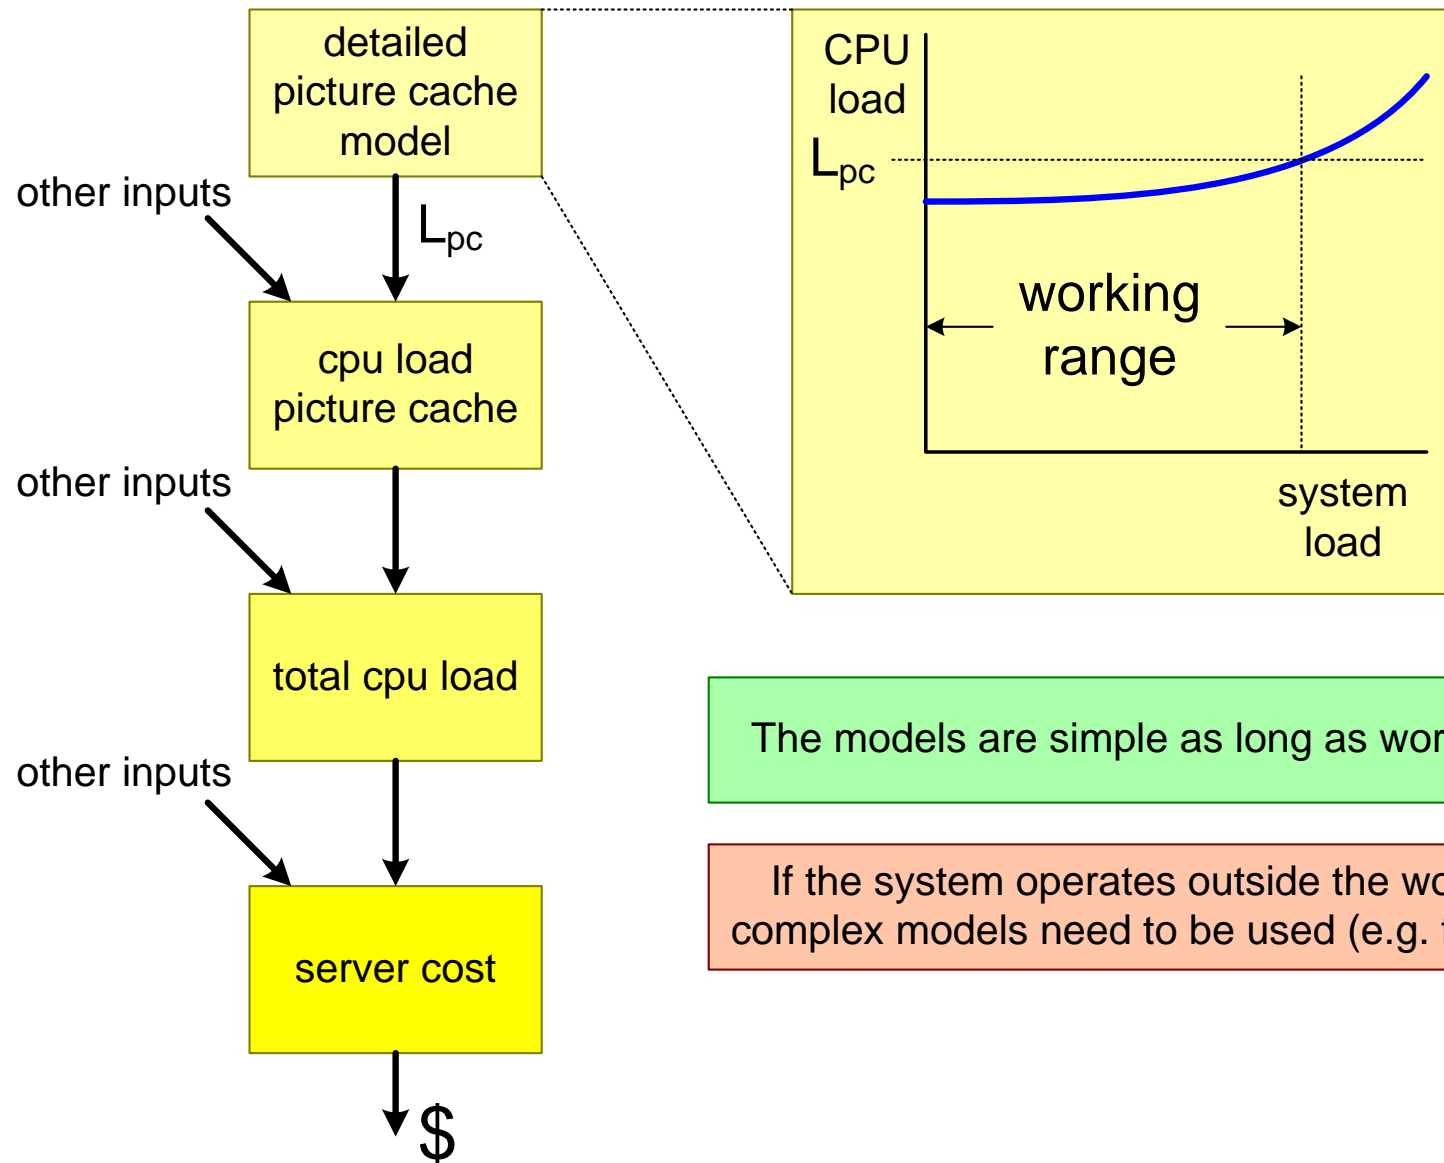 detailed
picture cache
model
other inputs
Lpc
cpu load
picture cache
other inputs
total cpu load
other inputs
server cost
$
CPU
load
Lpc
working
range
system
load
The models are simple as long as
If the system operates outside the
complex models need to be used (e.g.